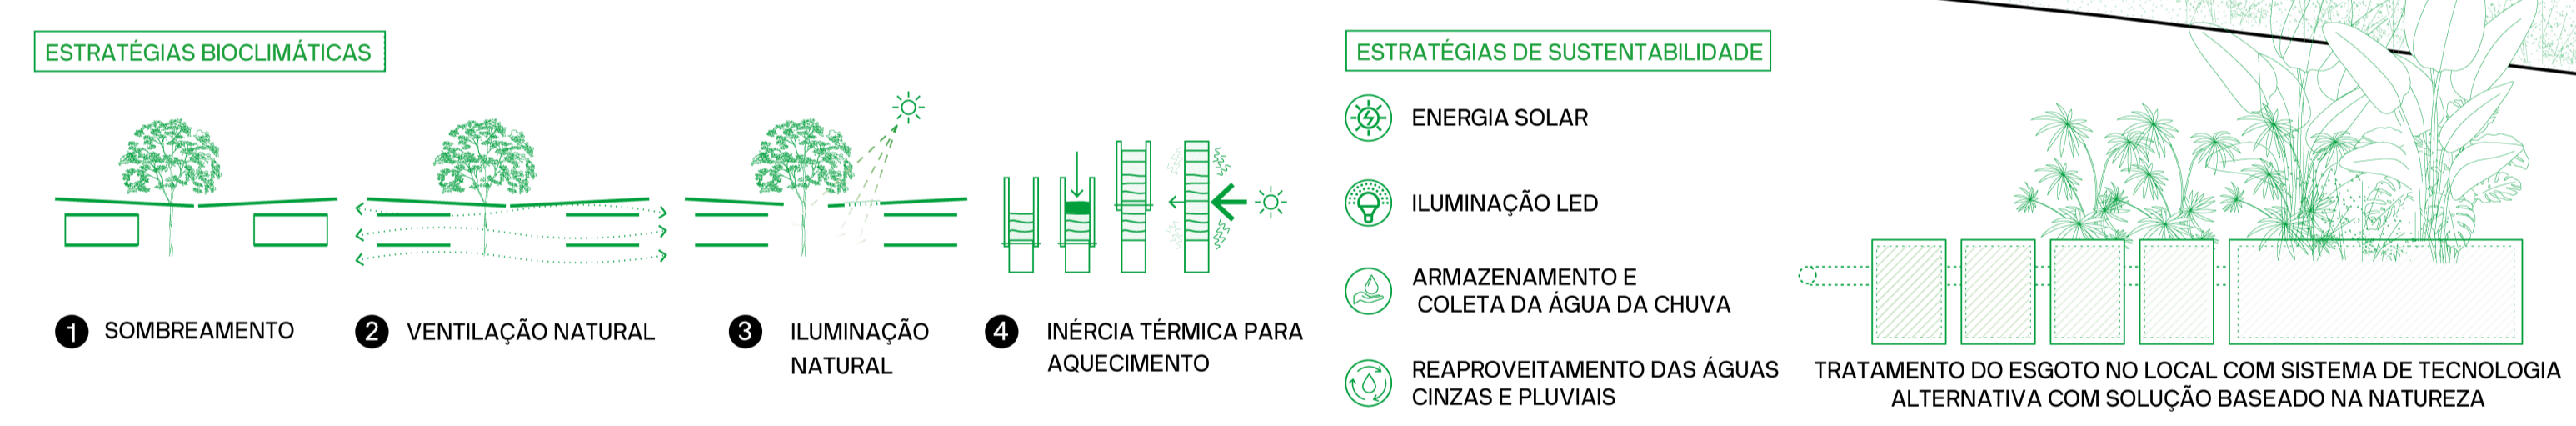 ESTRATÉGIAS BIOCLIMÁTICAS
1 SOMBREAMENTO
2 VENTILAÇÃO NATURAL
3 ILUMINAÇÃO
NATURAL
4 INÉRCIA TÉRMICA PARA
AQUECIMENTO
ESTRATÉGIAS DE SUSTENTABILIDADE
ENERGIA SOLAR
ILUMINAÇÃO LED
ARMAZENAMENTO E
COLETA DA ÁGUA DA CHUVA
REAPROVEITAMENTO DAS ÁGUAS
CINZAS E PLUVIAIS
TRATAMENTO DO ESGOTO NO LOCAL COM SISTEMA DE TECNOLOGIA
ALTERNATIVA COM SOLUÇÃO BASEADO NA NATUREZA